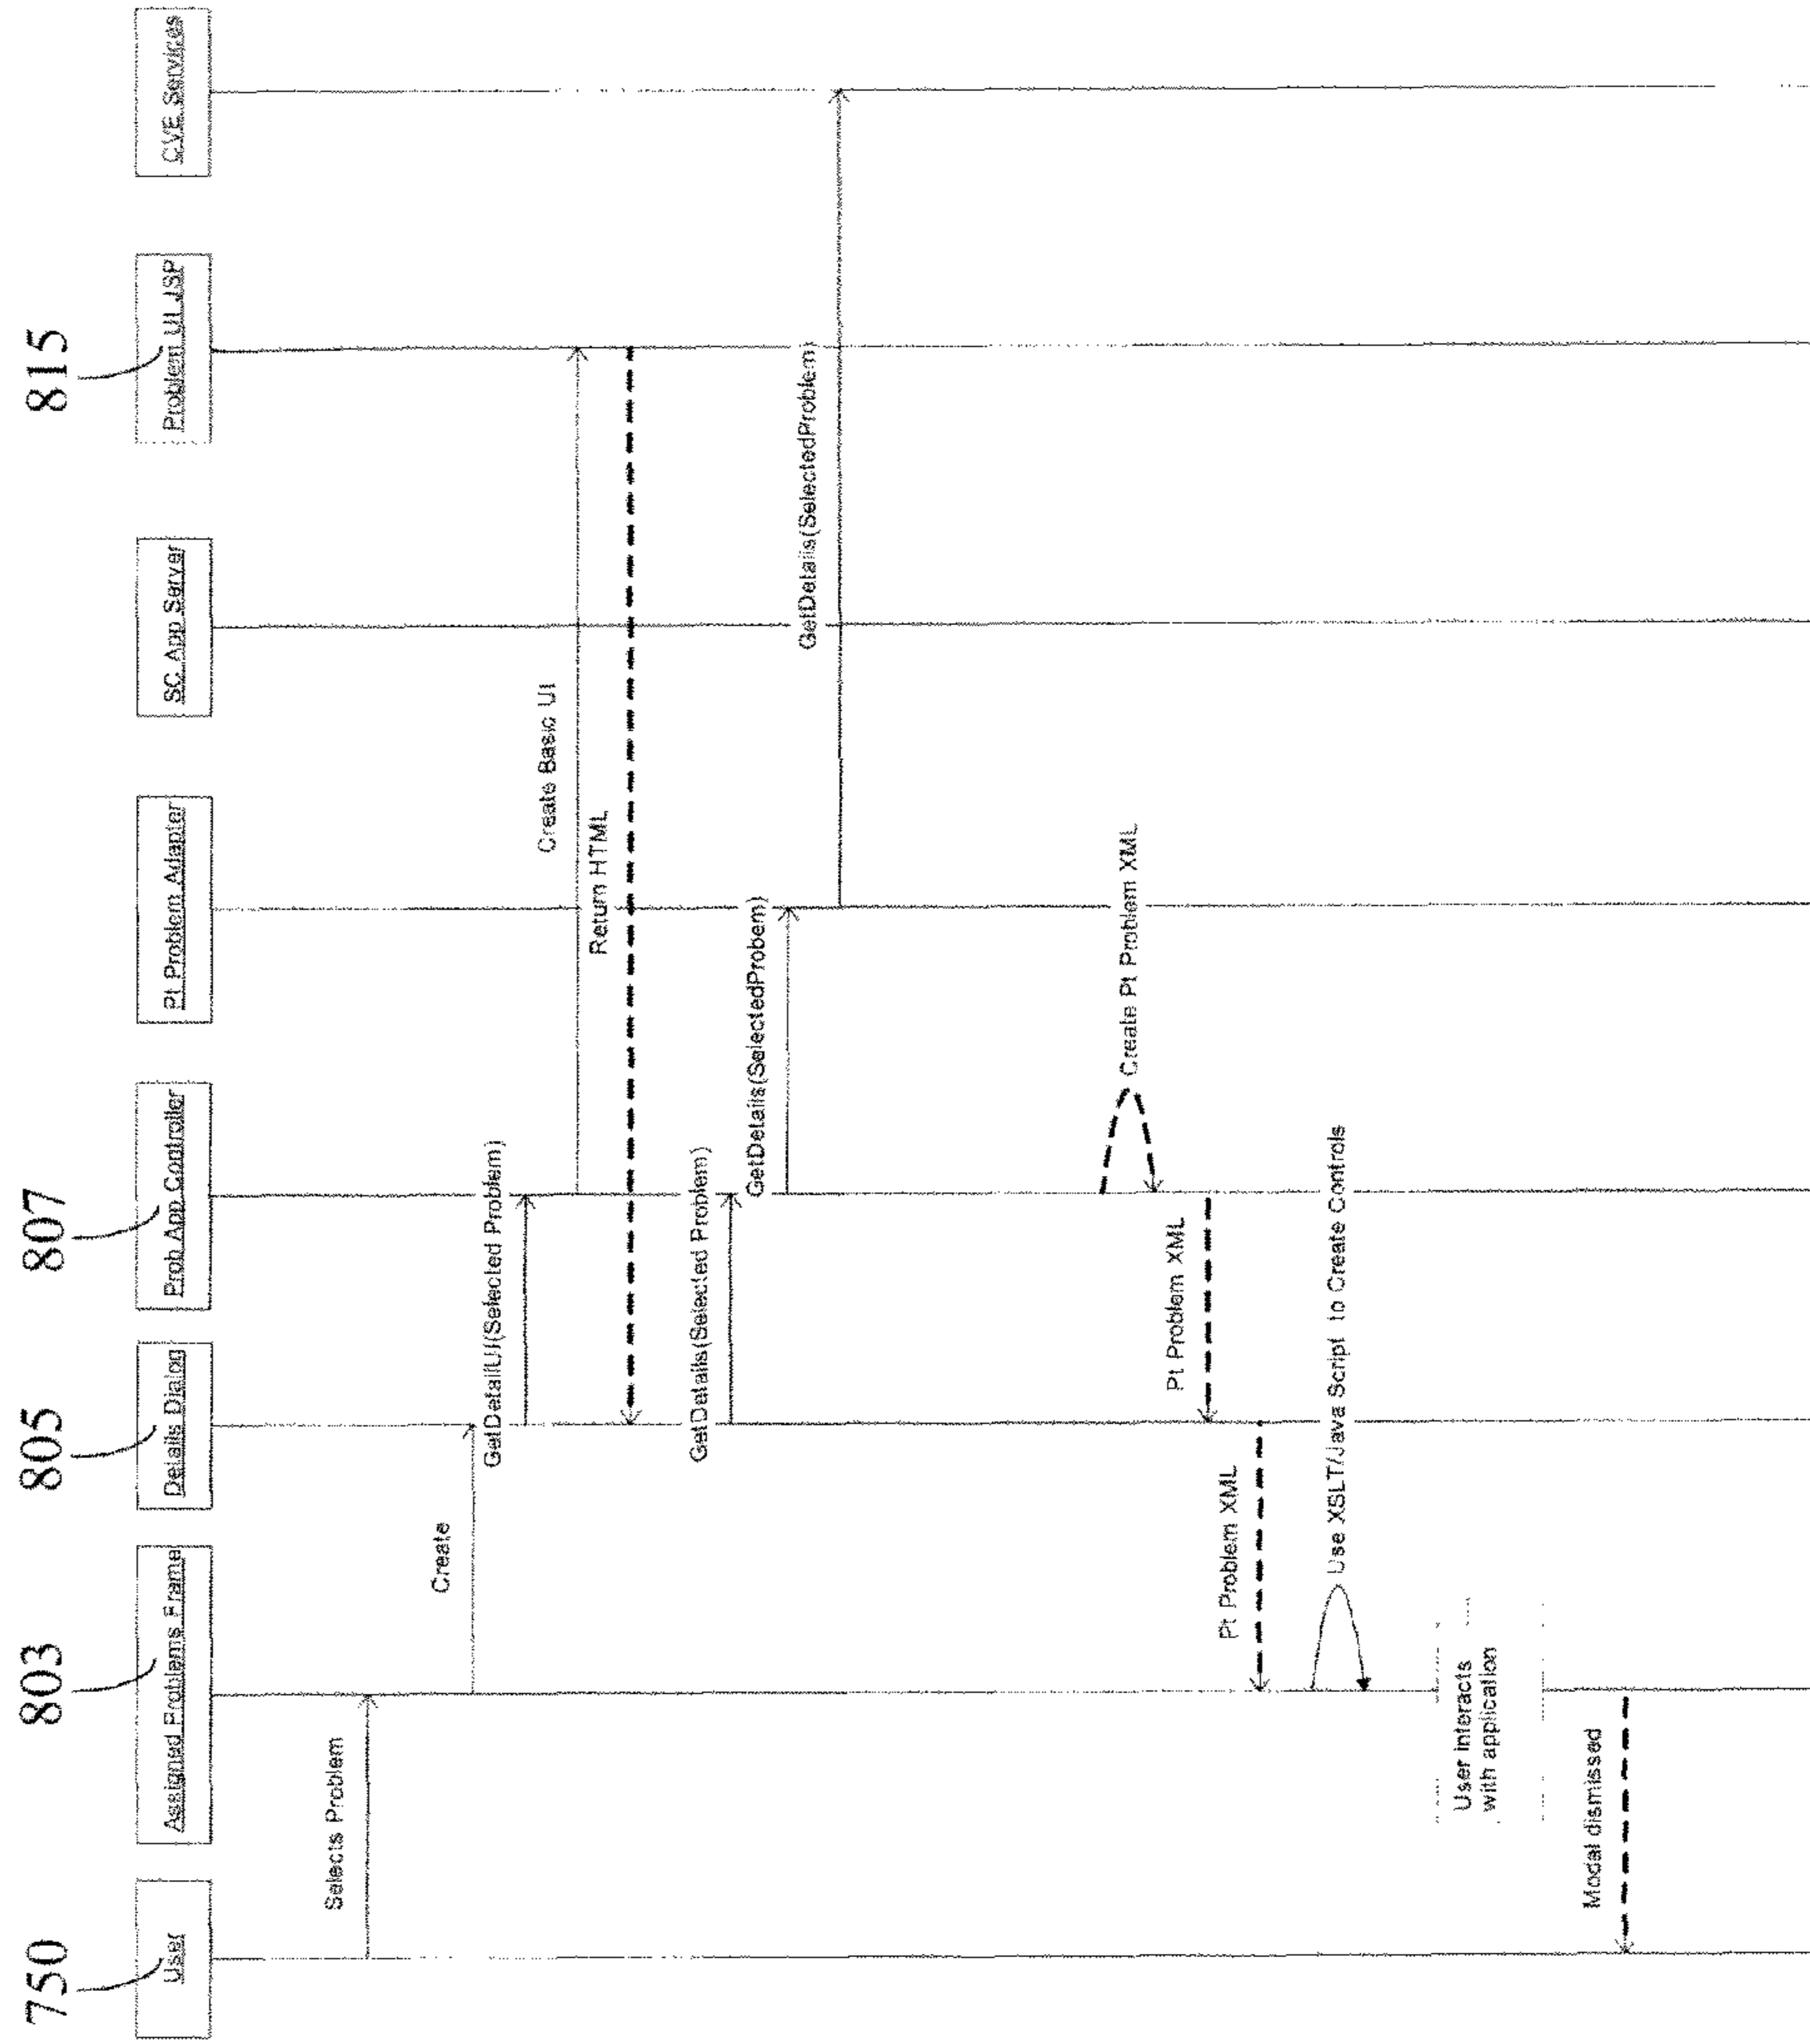 750
803
805
807
815
User
Assigned Problems Frame
Details Dialog
Prob App Controller
Pt Problem Adapter
SC App Server
Problem UI JSP
CVE Services
Selects Problem
Create
GetDetailUI(Selected Problem)
Create Basic UI
Return HTML
GetDetails(Selected Problem)
GetDetails(SelectedProbem)
GetDetails(SelectedProblem)
Create Pt Problem XML
Pt Problem XML
Pt Problem XML
Use XSLT/Java Script to Create Controls
User interacts
with application
Modal dismissed